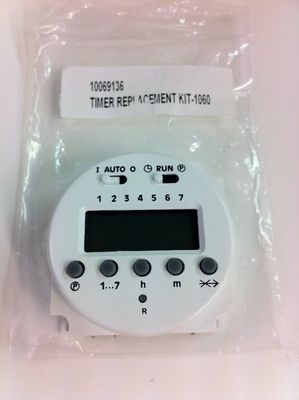 10069136
TIMER REPLACEMENT KIT-1060
I AUTO O RUN P
1 2 3 4 5 6 7
P 1...7 h m
R